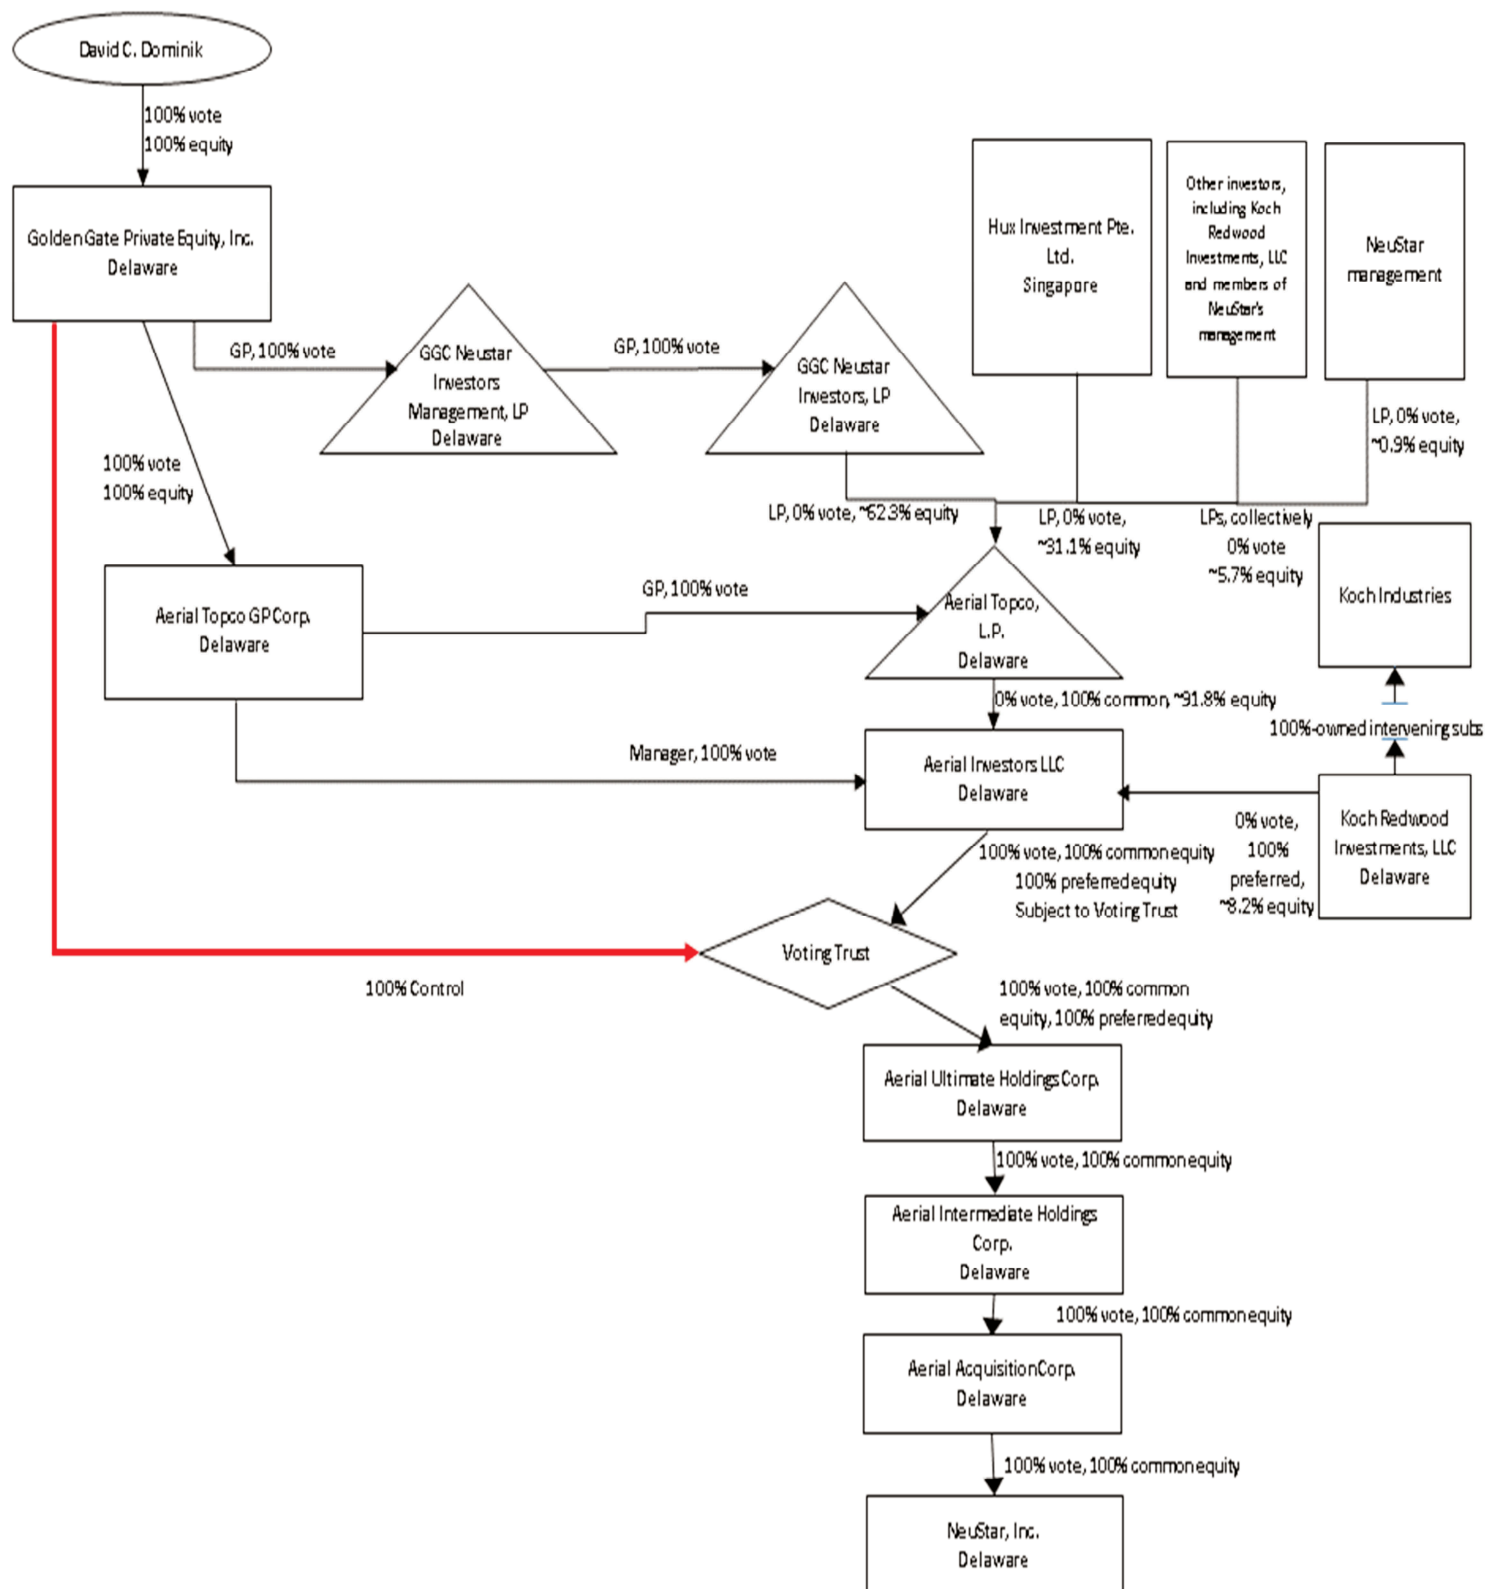 David C. Dominik
100% vote
100% equity
Golden Gate Private Equity, Inc.
Delaware
Hux Investment Pte.
Ltd.
Singapore
Other investors,
including Koch
Redwood
Investments, LLC
and members of
NeuStar's
management
NeuStar
management
GP, 100% vote
GGC Neustar
Investors
Management, LP
Delaware
GP, 100% vote
GGC Neustar
Investors, LP
Delaware
LP, 0% vote,
~0.9% equity
100% vote
100% equity
LP, 0% vote, ~62.3% equity
LP, 0% vote,
~31.1% equity
LPs, collectively
0% vote
~5.7% equity
Koch Industries
Aerial Topco GP Corp.
Delaware
GP, 100% vote
Aerial Topco,
L.P.
Delaware
0% vote, 100% common, ~91.8% equity
100%-owned intervening subs
Manager, 100% vote
Aerial Investors LLC
Delaware
Koch Redwood
Investments, LLC
Delaware
0% vote,
100%
preferred,
~8.2% equity
100% vote, 100% common equity
100% preferred equity
Subject to Voting Trust
Voting Trust
100% Control
100% vote, 100% common
equity, 100% preferred equity
Aerial Ultimate Holdings Corp.
Delaware
100% vote, 100% common equity
Aerial Intermediate Holdings
Corp.
Delaware
100% vote, 100% common equity
Aerial Acquisition Corp.
Delaware
100% vote, 100% common equity
NeuStar, Inc.
Delaware